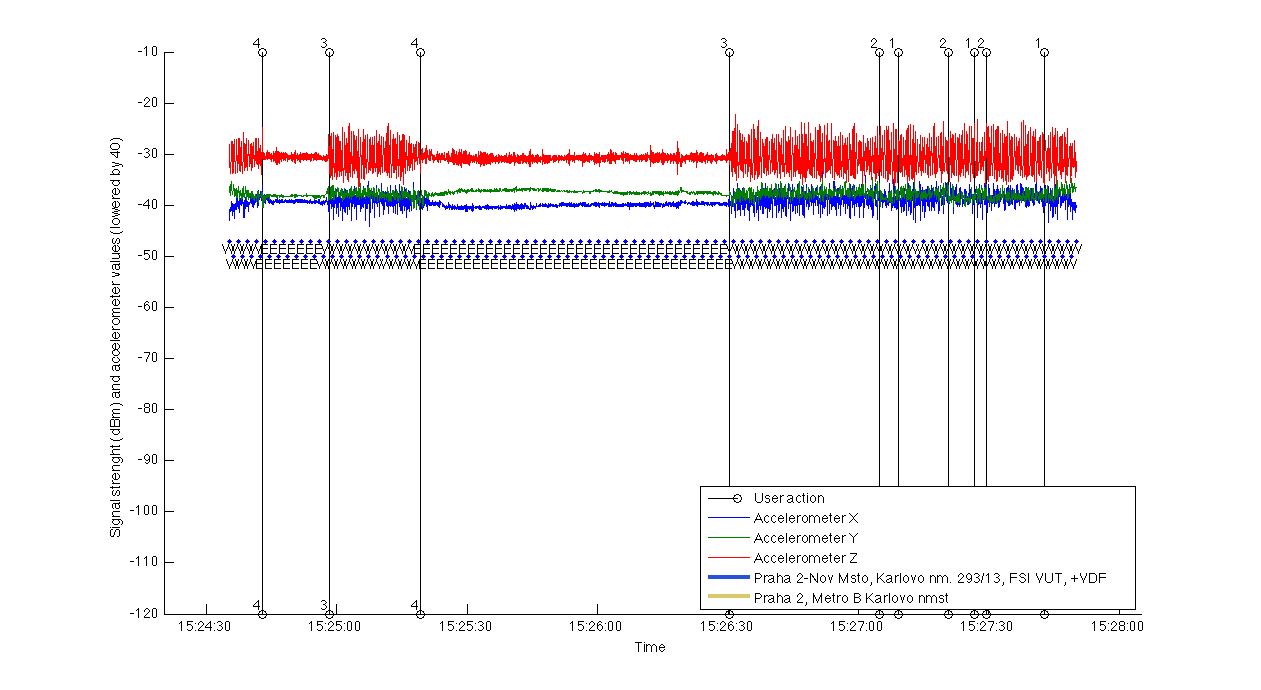 4 3 4 3 2 1 2 1 2 1
-10
-20
-30
-40
-50
-60
-70
-80
-90
-100
-110
-120
Signal strenght (dBm) and accelerometer values (lowered by 40)
User action
Accelerometer X
Accelerometer Y
Accelerometer Z
Praha 2-Nov Msto, Karlovo nm. 293/13, FSI VUT, +VDF
Praha 2, Metro B Karlovo nmst
4 3 4
15:24:30 15:25:00 15:25:30 15:26:00 15:26:30 15:27:00 15:27:30 15:28:00
Time